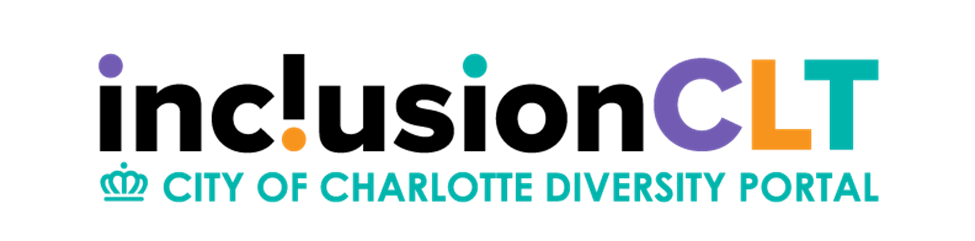 inclusionCLT
CITY OF CHARLOTTE DIVERSITY PORTAL